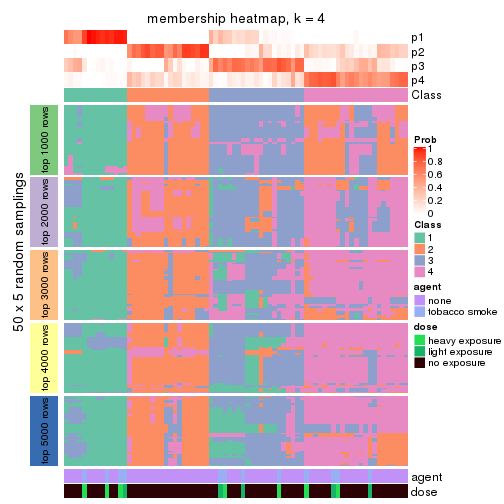 membership heatmap, k = 4
p1
p2
p3
p4
Class
50 x 5 random samplings
top 1000 rows
top 2000 rows
top 3000 rows
top 4000 rows
top 5000 rows
agent
dose
Prob
1
0.8
0.6
0.4
0.2
0
Class
1
2
3
4
agent
none
tobacco smoke
dose
heavy exposure
light exposure
no exposure